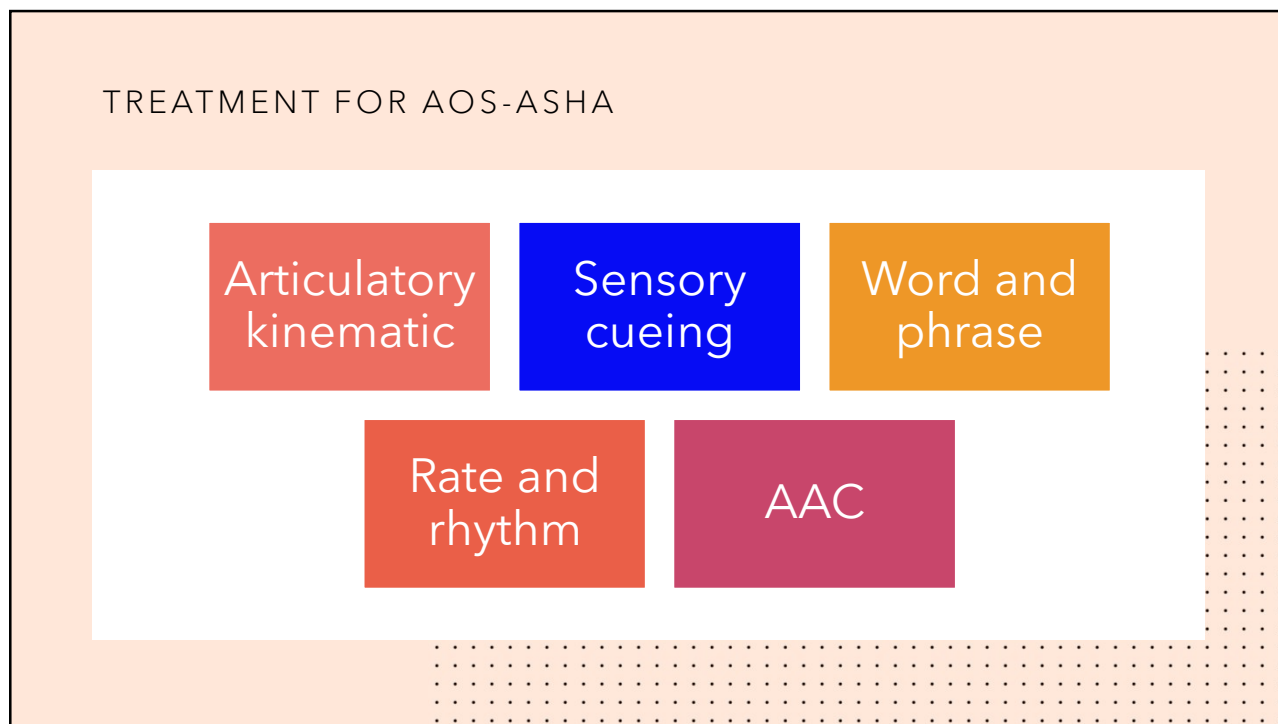 TREATMENT FOR AOS-ASHA
Articulatory
kinematic
Sensory
cueing
Word and
phrase
Rate and
rhythm
AAC